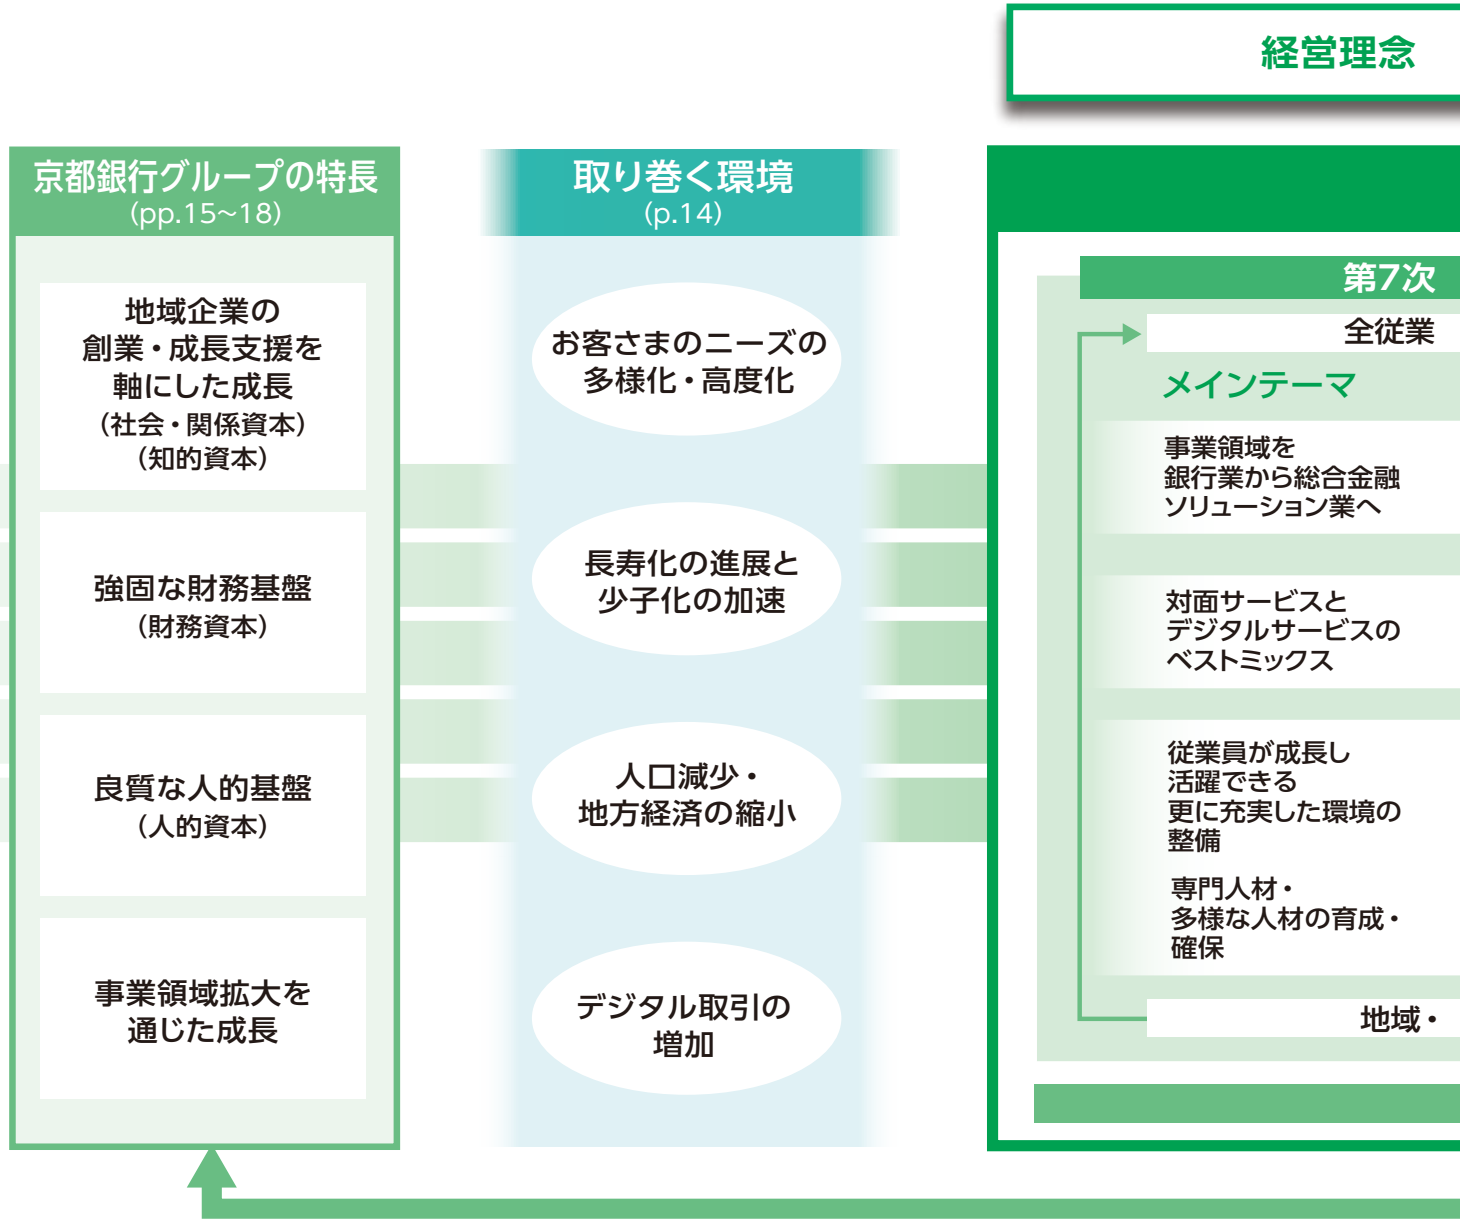 経営理念
京都銀行グループの特長
(pp.15~18)
地域企業の
創業・成長支援を
軸にした成長
（社会・関係資本）
（知的資本）
強固な財務基盤
（財務資本）
良質な人的基盤
（人的資本）
事業領域拡大を
通じた成長
取り巻く環境
(p.14)
お客さまのニーズの
多様化・高度化
長寿化の進展と
少子化の加速
人口減少・
地方経済の縮小
デジタル取引の
増加
第7次
全従業
メインテーマ
事業領域を
銀行業から総合金融
ソリューション業へ
対面サービスと
デジタルサービスの
ベストミックス
従業員が成長し
活躍できる
更に充実した環境の
整備
専門人材・
多様な人材の育成・
確保
地域・